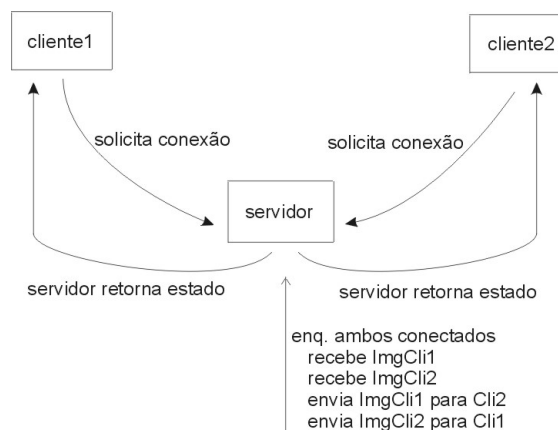 cliente1
cliente2
solicita conexão
solicita conexão
servidor
servidor retorna estado
servidor retorna estado
enq. ambos conectados
recebe ImgCli1
recebe ImgCli2
envia ImgCli1 para Cli2
envia ImgCli2 para Cli1